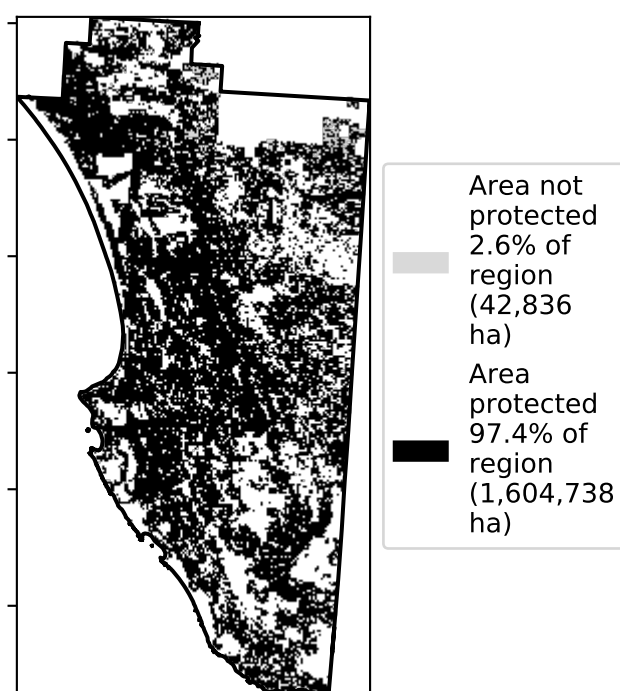 Area not
protected
2.6% of
region
(42,836
ha)
Area
protected
97.4% of
region
(1,604,738
ha)